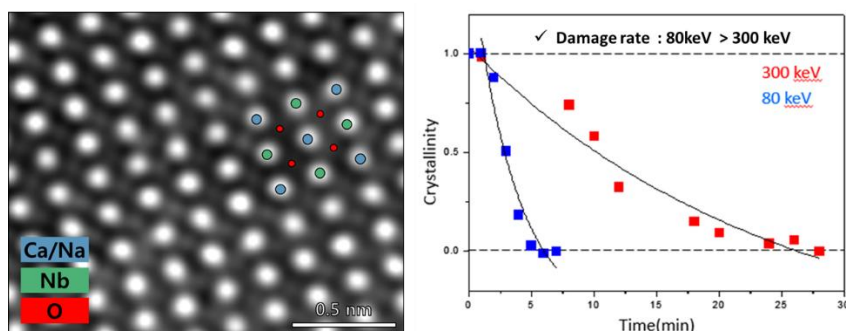 Ca/Na
Nb
O
0.5 nm
✓ Damage rate : 80keV > 300 keV
300 keV
80 keV
Crystallinity
1.0
0.5
0.0
0 5 10 15 20 25 30
Time(min)